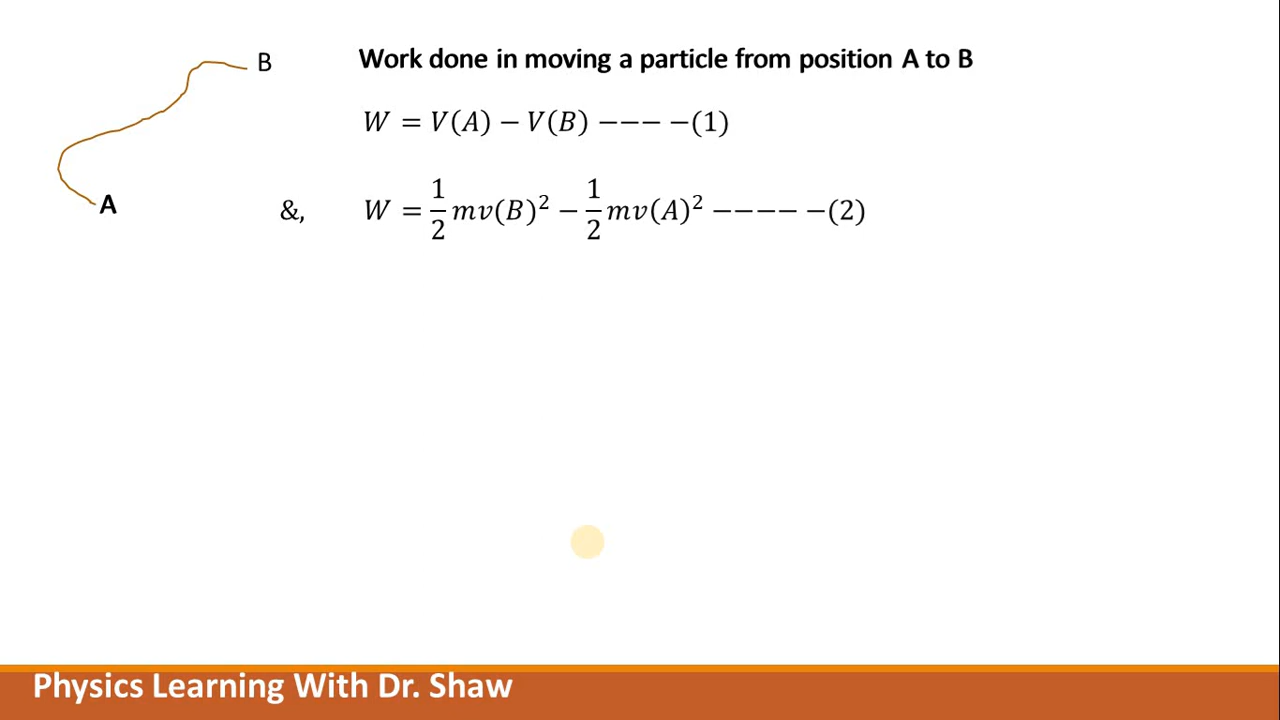 B
A
Work done in moving a particle from position A to B
W = V(A) − V(B) −−− −(1)
&, W = 1/2 mv(B)² − 1/2 mv(A)² −−−− −(2)
Physics Learning With Dr. Shaw